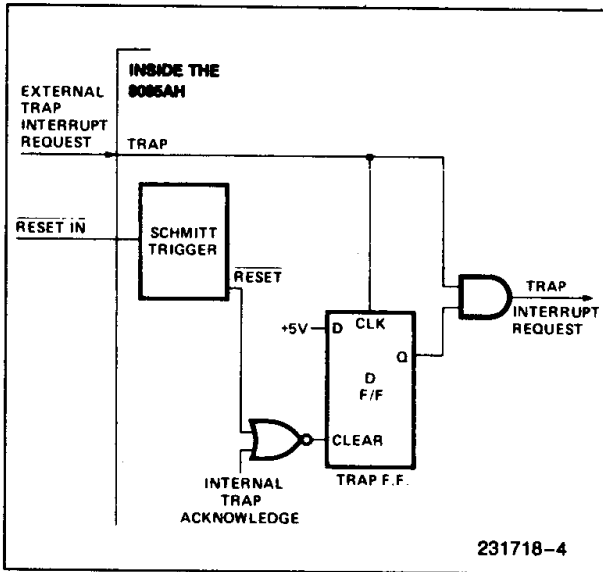 INSIDE THE
8085AH
EXTERNAL
TRAP
INTERRUPT
REQUEST
TRAP
RESET IN
SCHMITT
TRIGGER
RESET
+5V
D
CLK
Q
D
F/F
CLEAR
TRAP F.F.
INTERNAL
TRAP
ACKNOWLEDGE
TRAP
INTERRUPT
REQUEST
231718-4